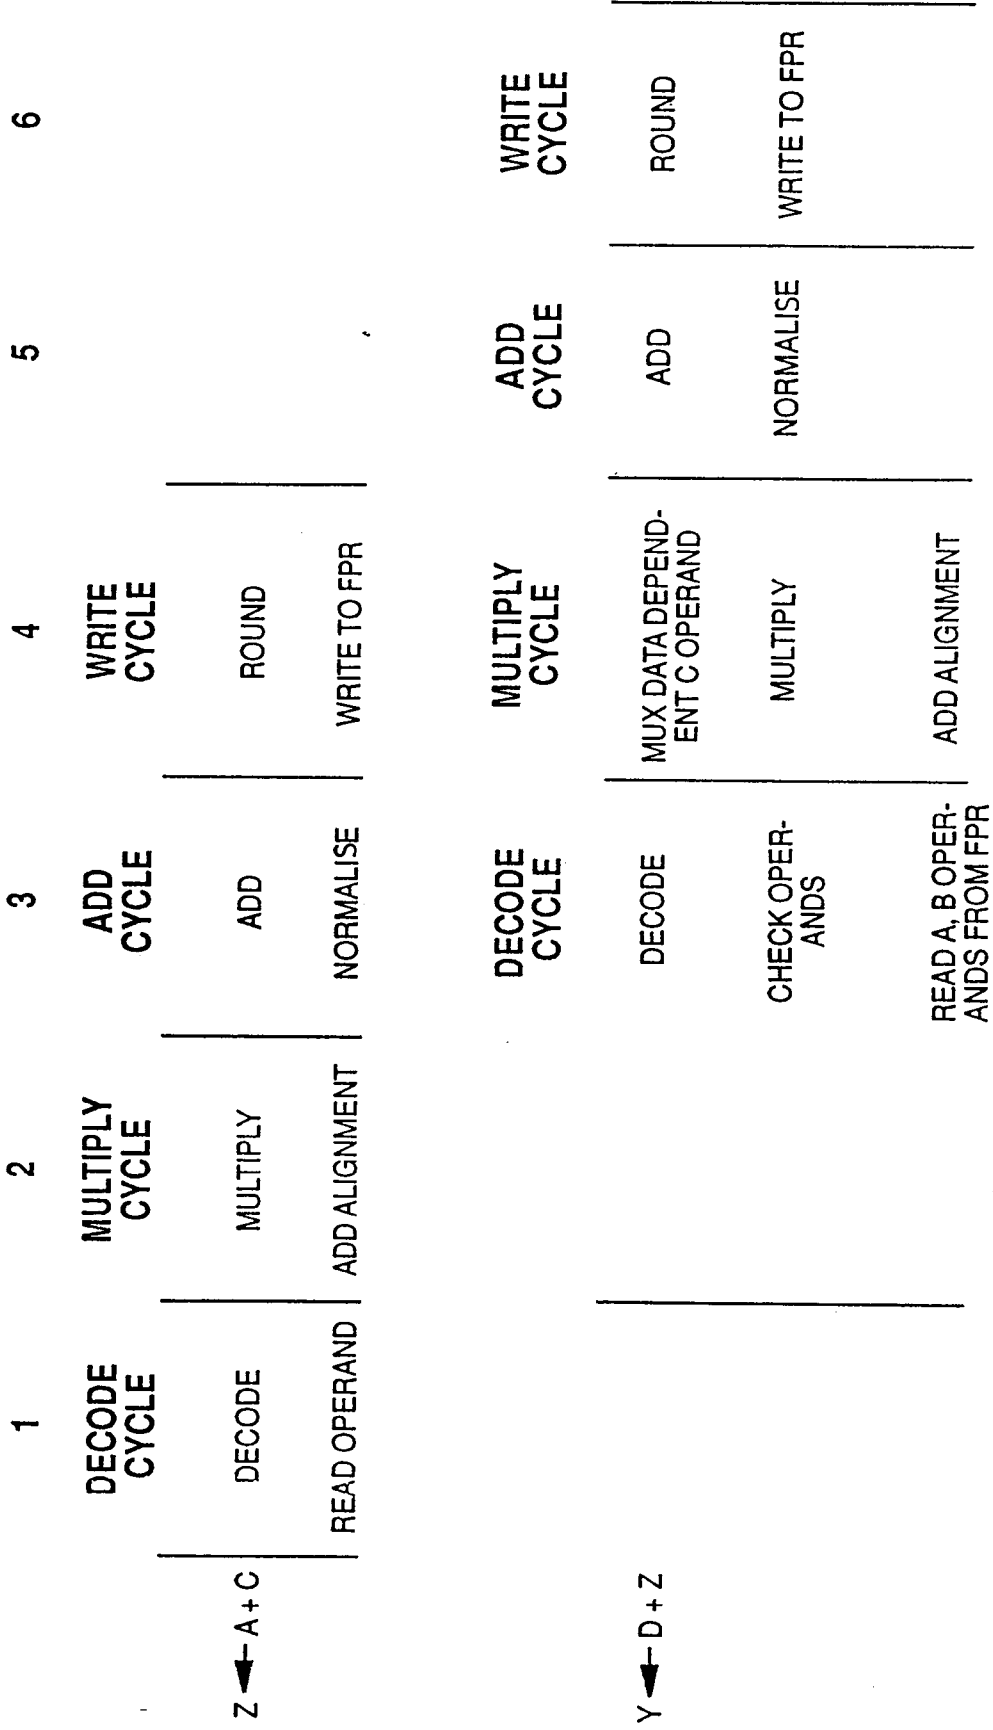 1 2 3 4 5 6
DECODE CYCLE
MULTIPLY CYCLE
ADD CYCLE
WRITE CYCLE
Z ← A + C
DECODE
MULTIPLY
ADD
ROUND
READ OPERAND
ADD ALIGNMENT
NORMALISE
WRITE TO FPR
DECODE CYCLE
MULTIPLY CYCLE
ADD CYCLE
WRITE CYCLE
Y ← D + Z
DECODE
MUX DATA DEPEND-
ENT C OPERAND
ADD
ROUND
CHECK OPER-
ANDS
MULTIPLY
NORMALISE
WRITE TO FPR
READ A, B OPER-
ANDS FROM FPR
ADD ALIGNMENT